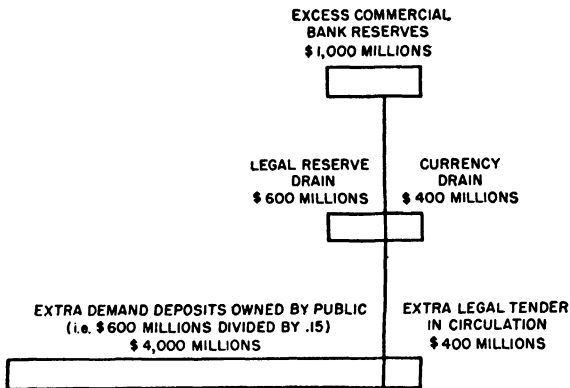 EXCESS COMMERCIAL
BANK RESERVES
$1,000 MILLIONS
LEGAL RESERVE
DRAIN
$600 MILLIONS
CURRENCY
DRAIN
$400 MILLIONS
EXTRA DEMAND DEPOSITS OWNED BY PUBLIC
(i.e. $600 MILLIONS DIVIDED BY .15)
$4,000 MILLIONS
EXTRA LEGAL TENDER
IN CIRCULATION
$400 MILLIONS